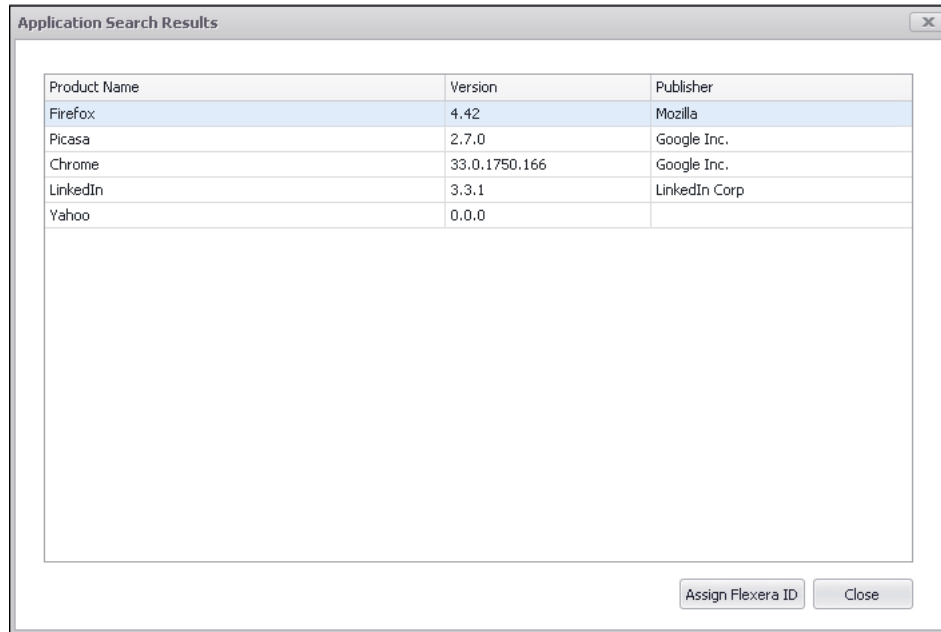 Application Search Results
Product Name Version Publisher
Firefox 4.42 Mozilla
Picasa 2.7.0 Google Inc.
Chrome 33.0.1750.166 Google Inc.
LinkedIn 3.3.1 LinkedIn Corp
Yahoo 0.0.0
Assign Flexera ID Close